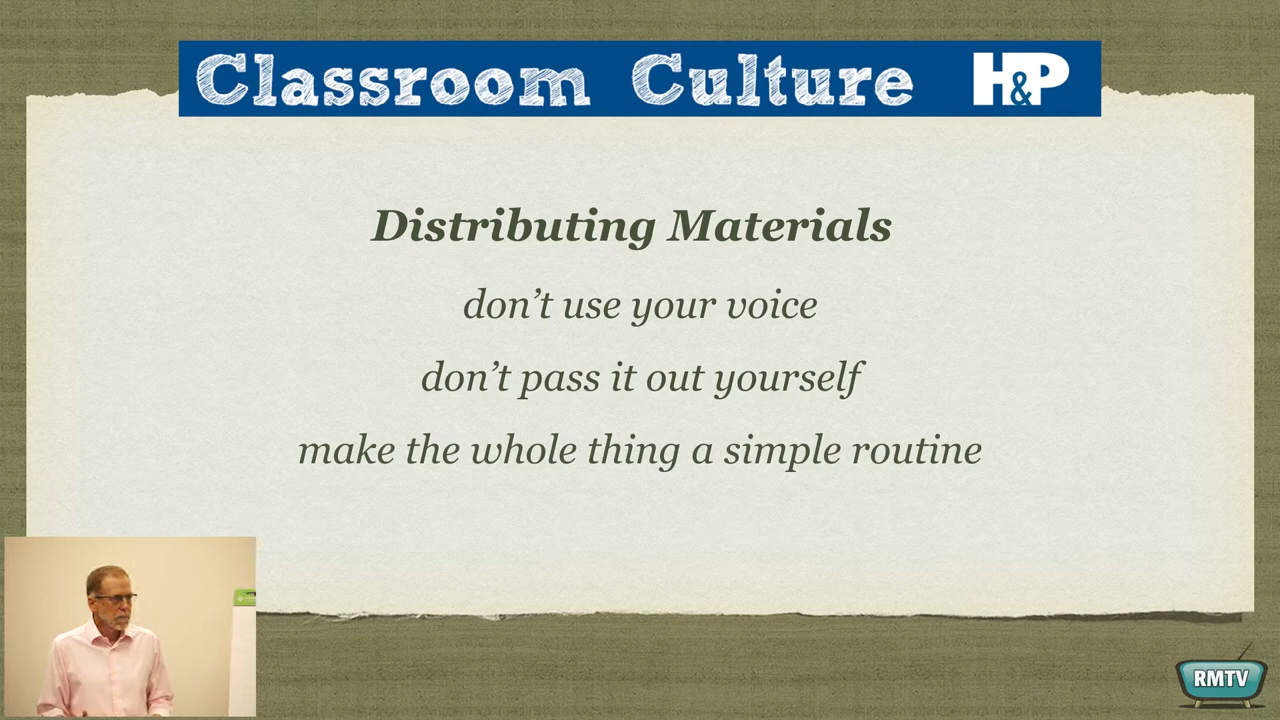 Classroom Culture H&P
Distributing Materials
don't use your voice
don't pass it out yourself
make the whole thing a simple routine
RMTV